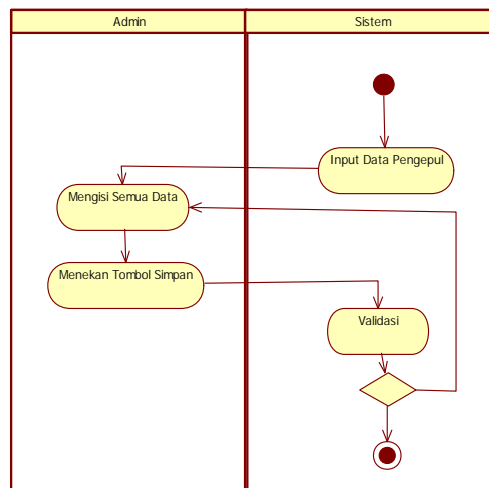 Admin
Sistem
Input Data Pengepul
Mengisi Semua Data
Menekan Tombol Simpan
Validasi